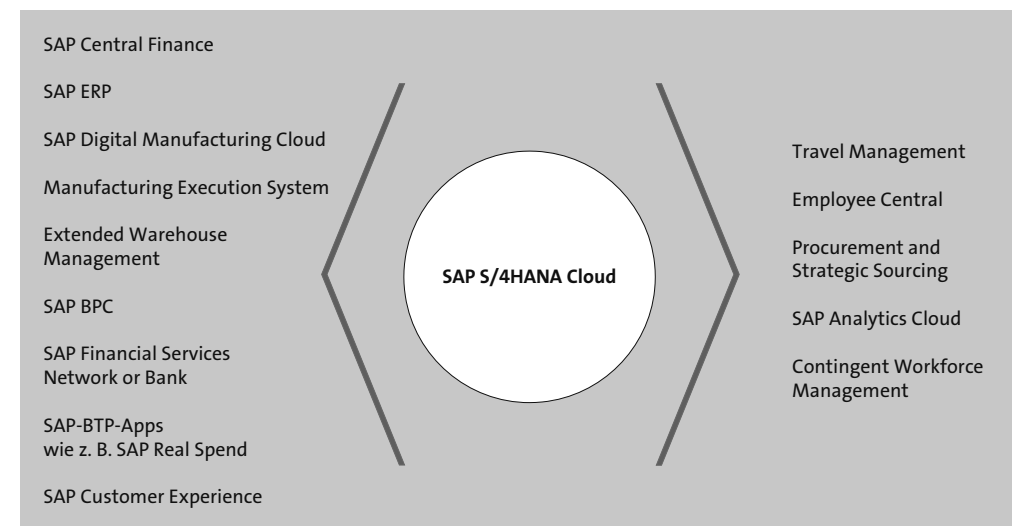 SAP Central Finance
SAP ERP
SAP Digital Manufacturing Cloud
Manufacturing Execution System
Extended Warehouse
Management
SAP BPC
SAP Financial Services
Network or Bank
SAP-BTP-Apps
wie z. B. SAP Real Spend
SAP Customer Experience
SAP S/4HANA Cloud
Travel Management
Employee Central
Procurement and
Strategic Sourcing
SAP Analytics Cloud
Contingent Workforce
Management